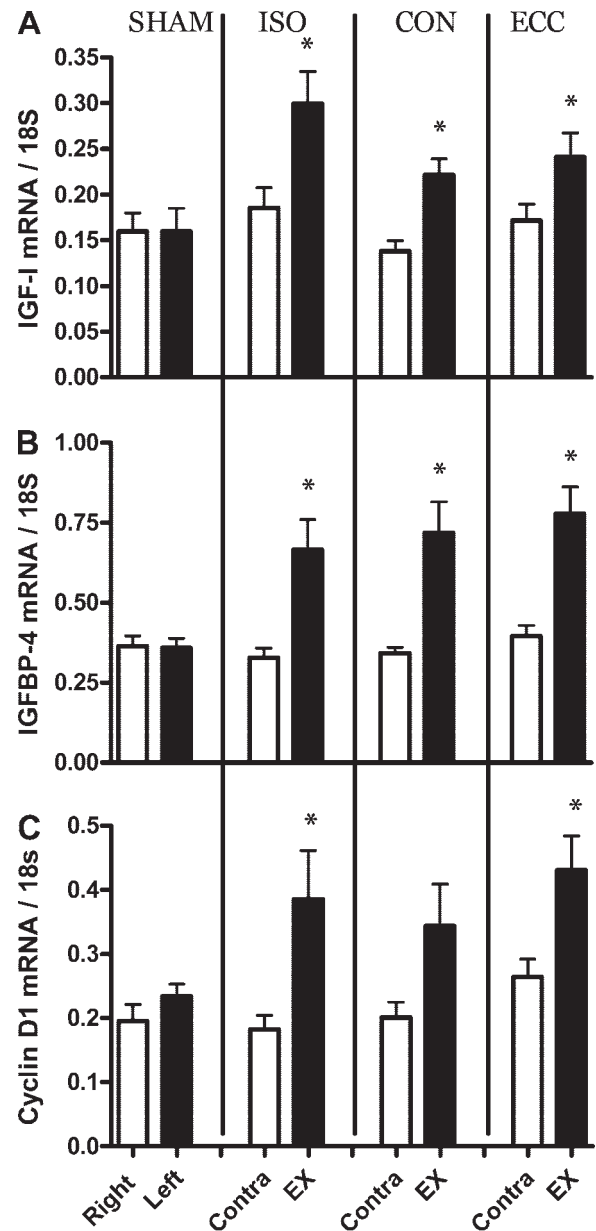 A SHAM ISO CON ECC
IGF-I mRNA / 18S
0.35
0.30
0.25
0.20
0.15
0.10
0.05
0.00
* * *
B
IGFBP-4 mRNA / 18S
1.00
0.75
0.50
0.25
0.00
* * *
C
Cyclin D1 mRNA / 18s
0.5
0.4
0.3
0.2
0.1
0.0
* *
Right Left Contra EX Contra EX Contra EX